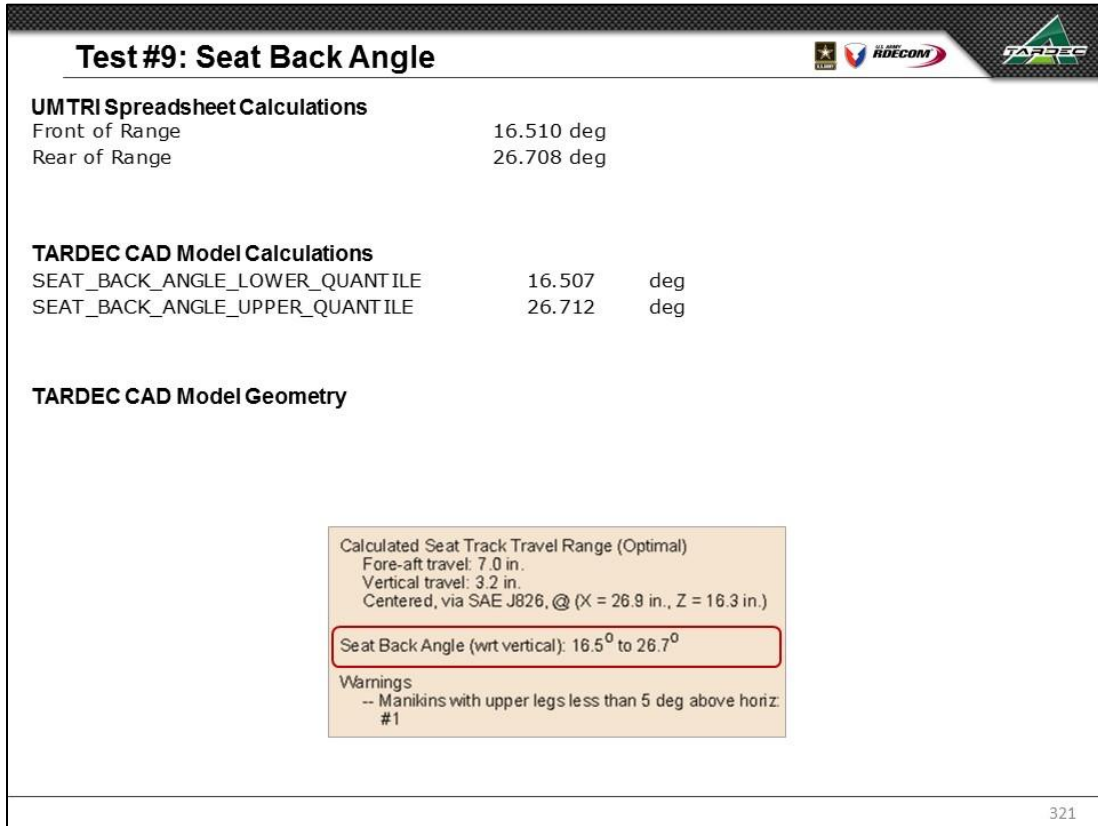 Test #9: Seat Back Angle
U.S. ARMY
U.S. ARMY
RDECOM
TARDEC
UMTRI Spreadsheet Calculations
Front of Range 16.510 deg
Rear of Range 26.708 deg
TARDEC CAD Model Calculations
SEAT_BACK_ANGLE_LOWER_QUANTILE 16.507 deg
SEAT_BACK_ANGLE_UPPER_QUANTILE 26.712 deg
TARDEC CAD Model Geometry
Calculated Seat Track Travel Range (Optimal)
Fore-aft travel: 7.0 in.
Vertical travel: 3.2 in.
Centered, via SAE J826, @ (X = 26.9 in., Z = 16.3 in.)
Seat Back Angle (wrt vertical): 16.5⁰ to 26.7⁰
Warnings
-- Manikins with upper legs less than 5 deg above horiz:
#1
321